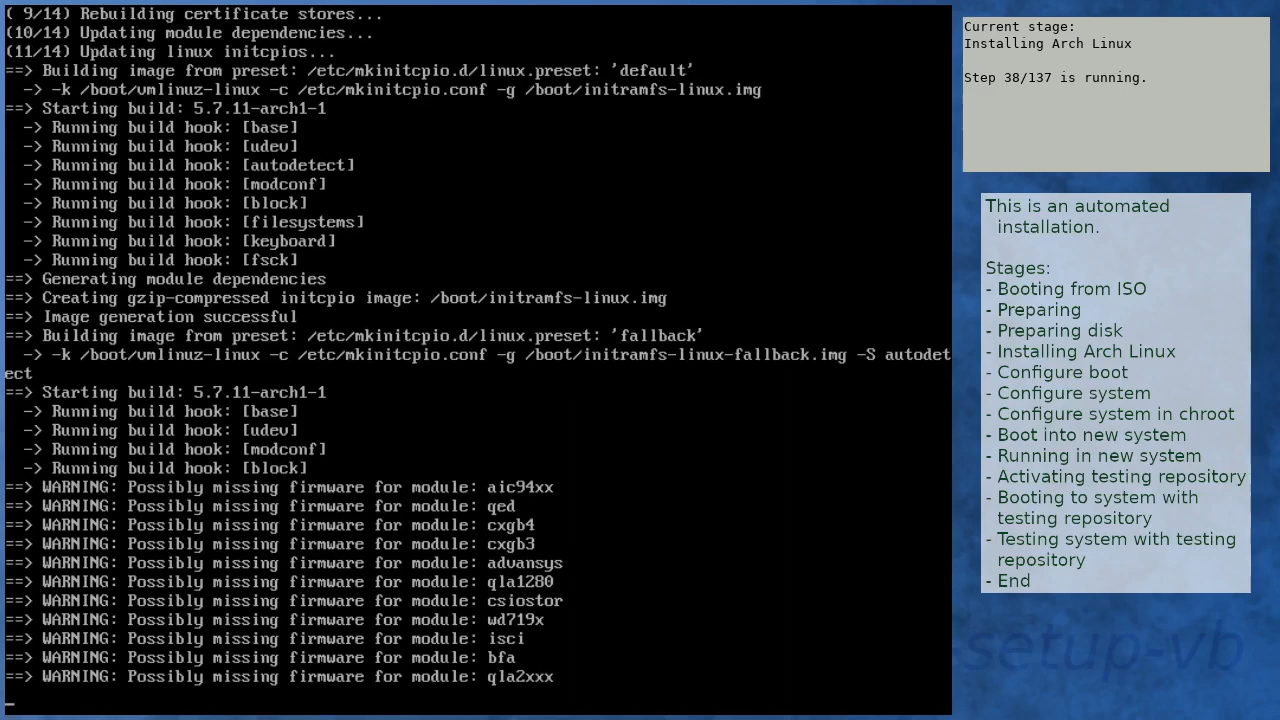 ( 9/14) Rebuilding certificate stores...
(10/14) Updating module dependencies...
(11/14) Updating linux initcpios...
==> Building image from preset: /etc/mkinitcpio.d/linux.preset: 'default'
  -> -k /boot/vmlinuz-linux -c /etc/mkinitcpio.conf -g /boot/initramfs-linux.img
==> Starting build: 5.7.11-arch1-1
  -> Running build hook: [base]
  -> Running build hook: [udev]
  -> Running build hook: [autodetect]
  -> Running build hook: [modconf]
  -> Running build hook: [block]
  -> Running build hook: [filesystems]
  -> Running build hook: [keyboard]
  -> Running build hook: [fsck]
==> Generating module dependencies
==> Creating gzip-compressed initcpio image: /boot/initramfs-linux.img
==> Image generation successful
==> Building image from preset: /etc/mkinitcpio.d/linux.preset: 'fallback'
  -> -k /boot/vmlinuz-linux -c /etc/mkinitcpio.conf -g /boot/initramfs-linux-fallback.img -S autodet
ect
==> Starting build: 5.7.11-arch1-1
  -> Running build hook: [base]
  -> Running build hook: [udev]
  -> Running build hook: [modconf]
  -> Running build hook: [block]
==> WARNING: Possibly missing firmware for module: aic94xx
==> WARNING: Possibly missing firmware for module: qed
==> WARNING: Possibly missing firmware for module: cxgb4
==> WARNING: Possibly missing firmware for module: cxgb3
==> WARNING: Possibly missing firmware for module: advansys
==> WARNING: Possibly missing firmware for module: qla1280
==> WARNING: Possibly missing firmware for module: csiostor
==> WARNING: Possibly missing firmware for module: wd719x
==> WARNING: Possibly missing firmware for module: isci
==> WARNING: Possibly missing firmware for module: bfa
==> WARNING: Possibly missing firmware for module: qla2xxx
_
Current stage:
Installing Arch Linux
Step 38/137 is running.
This is an automated
installation.
Stages:
- Booting from ISO
- Preparing
- Preparing disk
- Installing Arch Linux
- Configure boot
- Configure system
- Configure system in chroot
- Boot into new system
- Running in new system
- Activating testing repository
- Booting to system with
testing repository
- Testing system with testing
repository
- End
setup-vb